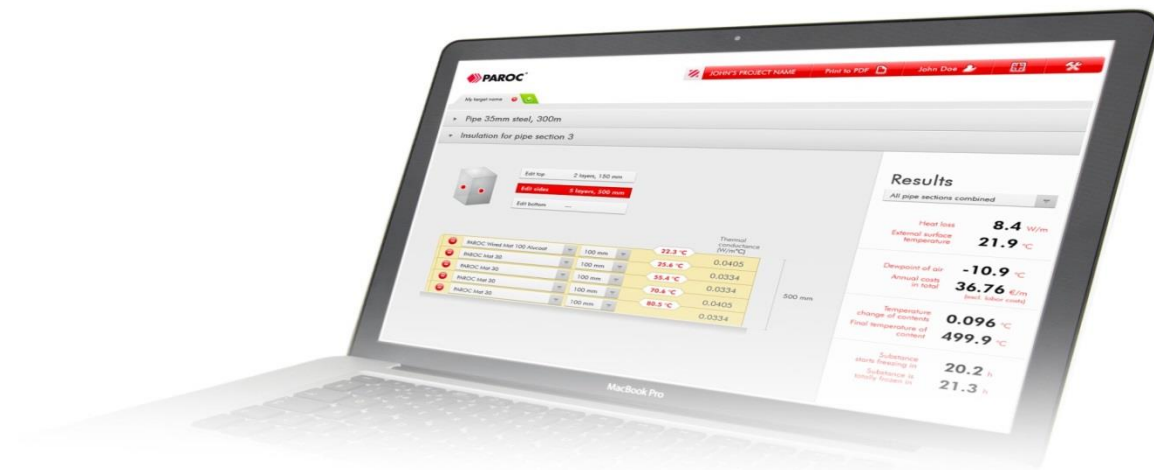 PAROC
JOHN'S PROJECT NAME Print to PDF John Doe
My target name
+ Pipe 35mm steel, 300m
+ Insulation for pipe section 3
Edit top 2 layers, 150 mm
Edit sides 5 layers, 500 mm
Edit bottom ---
Results
All pipe sections combined
Heat loss 8.4 W/m
External surface
temperature 21.9 °C
Dewpoint of air -10.9 °C
Annual costs
in total 36.76 €/m
(excl. labor costs)
Temperature
change of contents 0.096 °C
Final temperature of
content 499.9 °C
Substance
starts freezing in 20.2 h
Substance is
totally frozen in 21.3 h
Thermal
conductance
(W/m°C)
PAROC Wired Mat 100 Alucoat 100 mm 22.3 °C 0.0405
PAROC Mat 30 100 mm 25.6 °C 0.0334
PAROC Mat 30 100 mm 55.4 °C 0.0334
PAROC Mat 30 100 mm 70.6 °C 0.0405
PAROC Mat 30 100 mm 80.5 °C 0.0334
500 mm
MacBook Pro